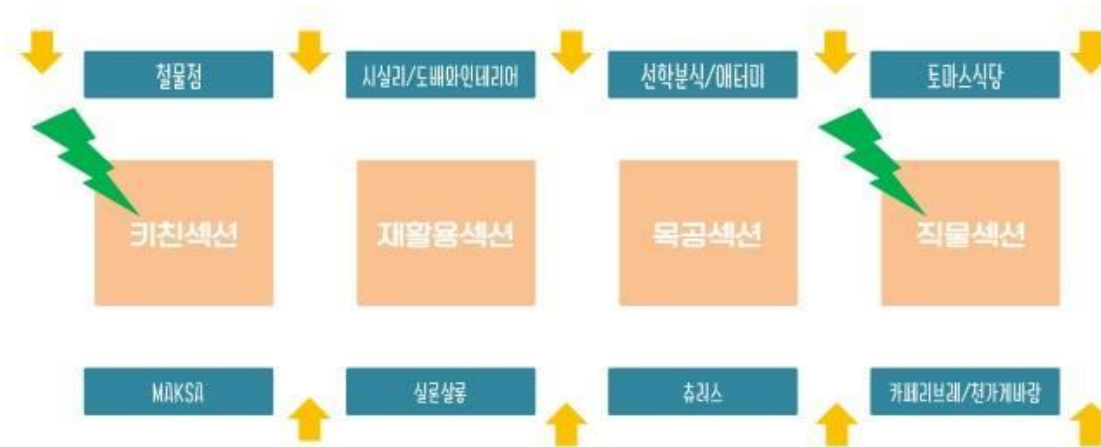 철물점
시실리/도배와인테리어
선학분식/애터미
토마스식당
키친섹션
재활용섹션
목공섹션
직물섹션
MAKSA
실론살롱
츄러스
카페리브레/천가게바람